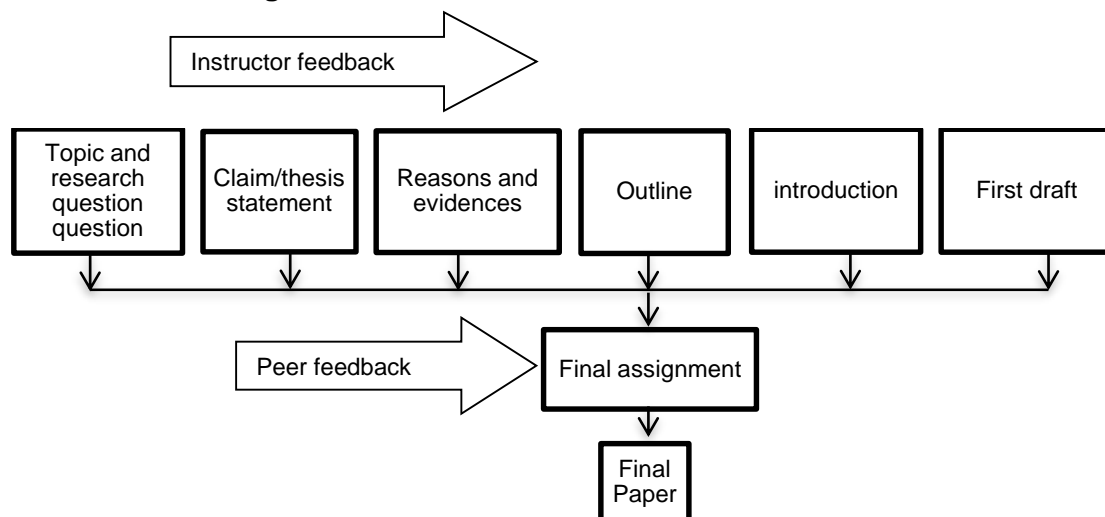 Instructor feedback
Topic and
research
question
question
Claim/thesis
statement
Reasons and
evidences
Outline
introduction
First draft
Peer feedback
Final assignment
Final
Paper